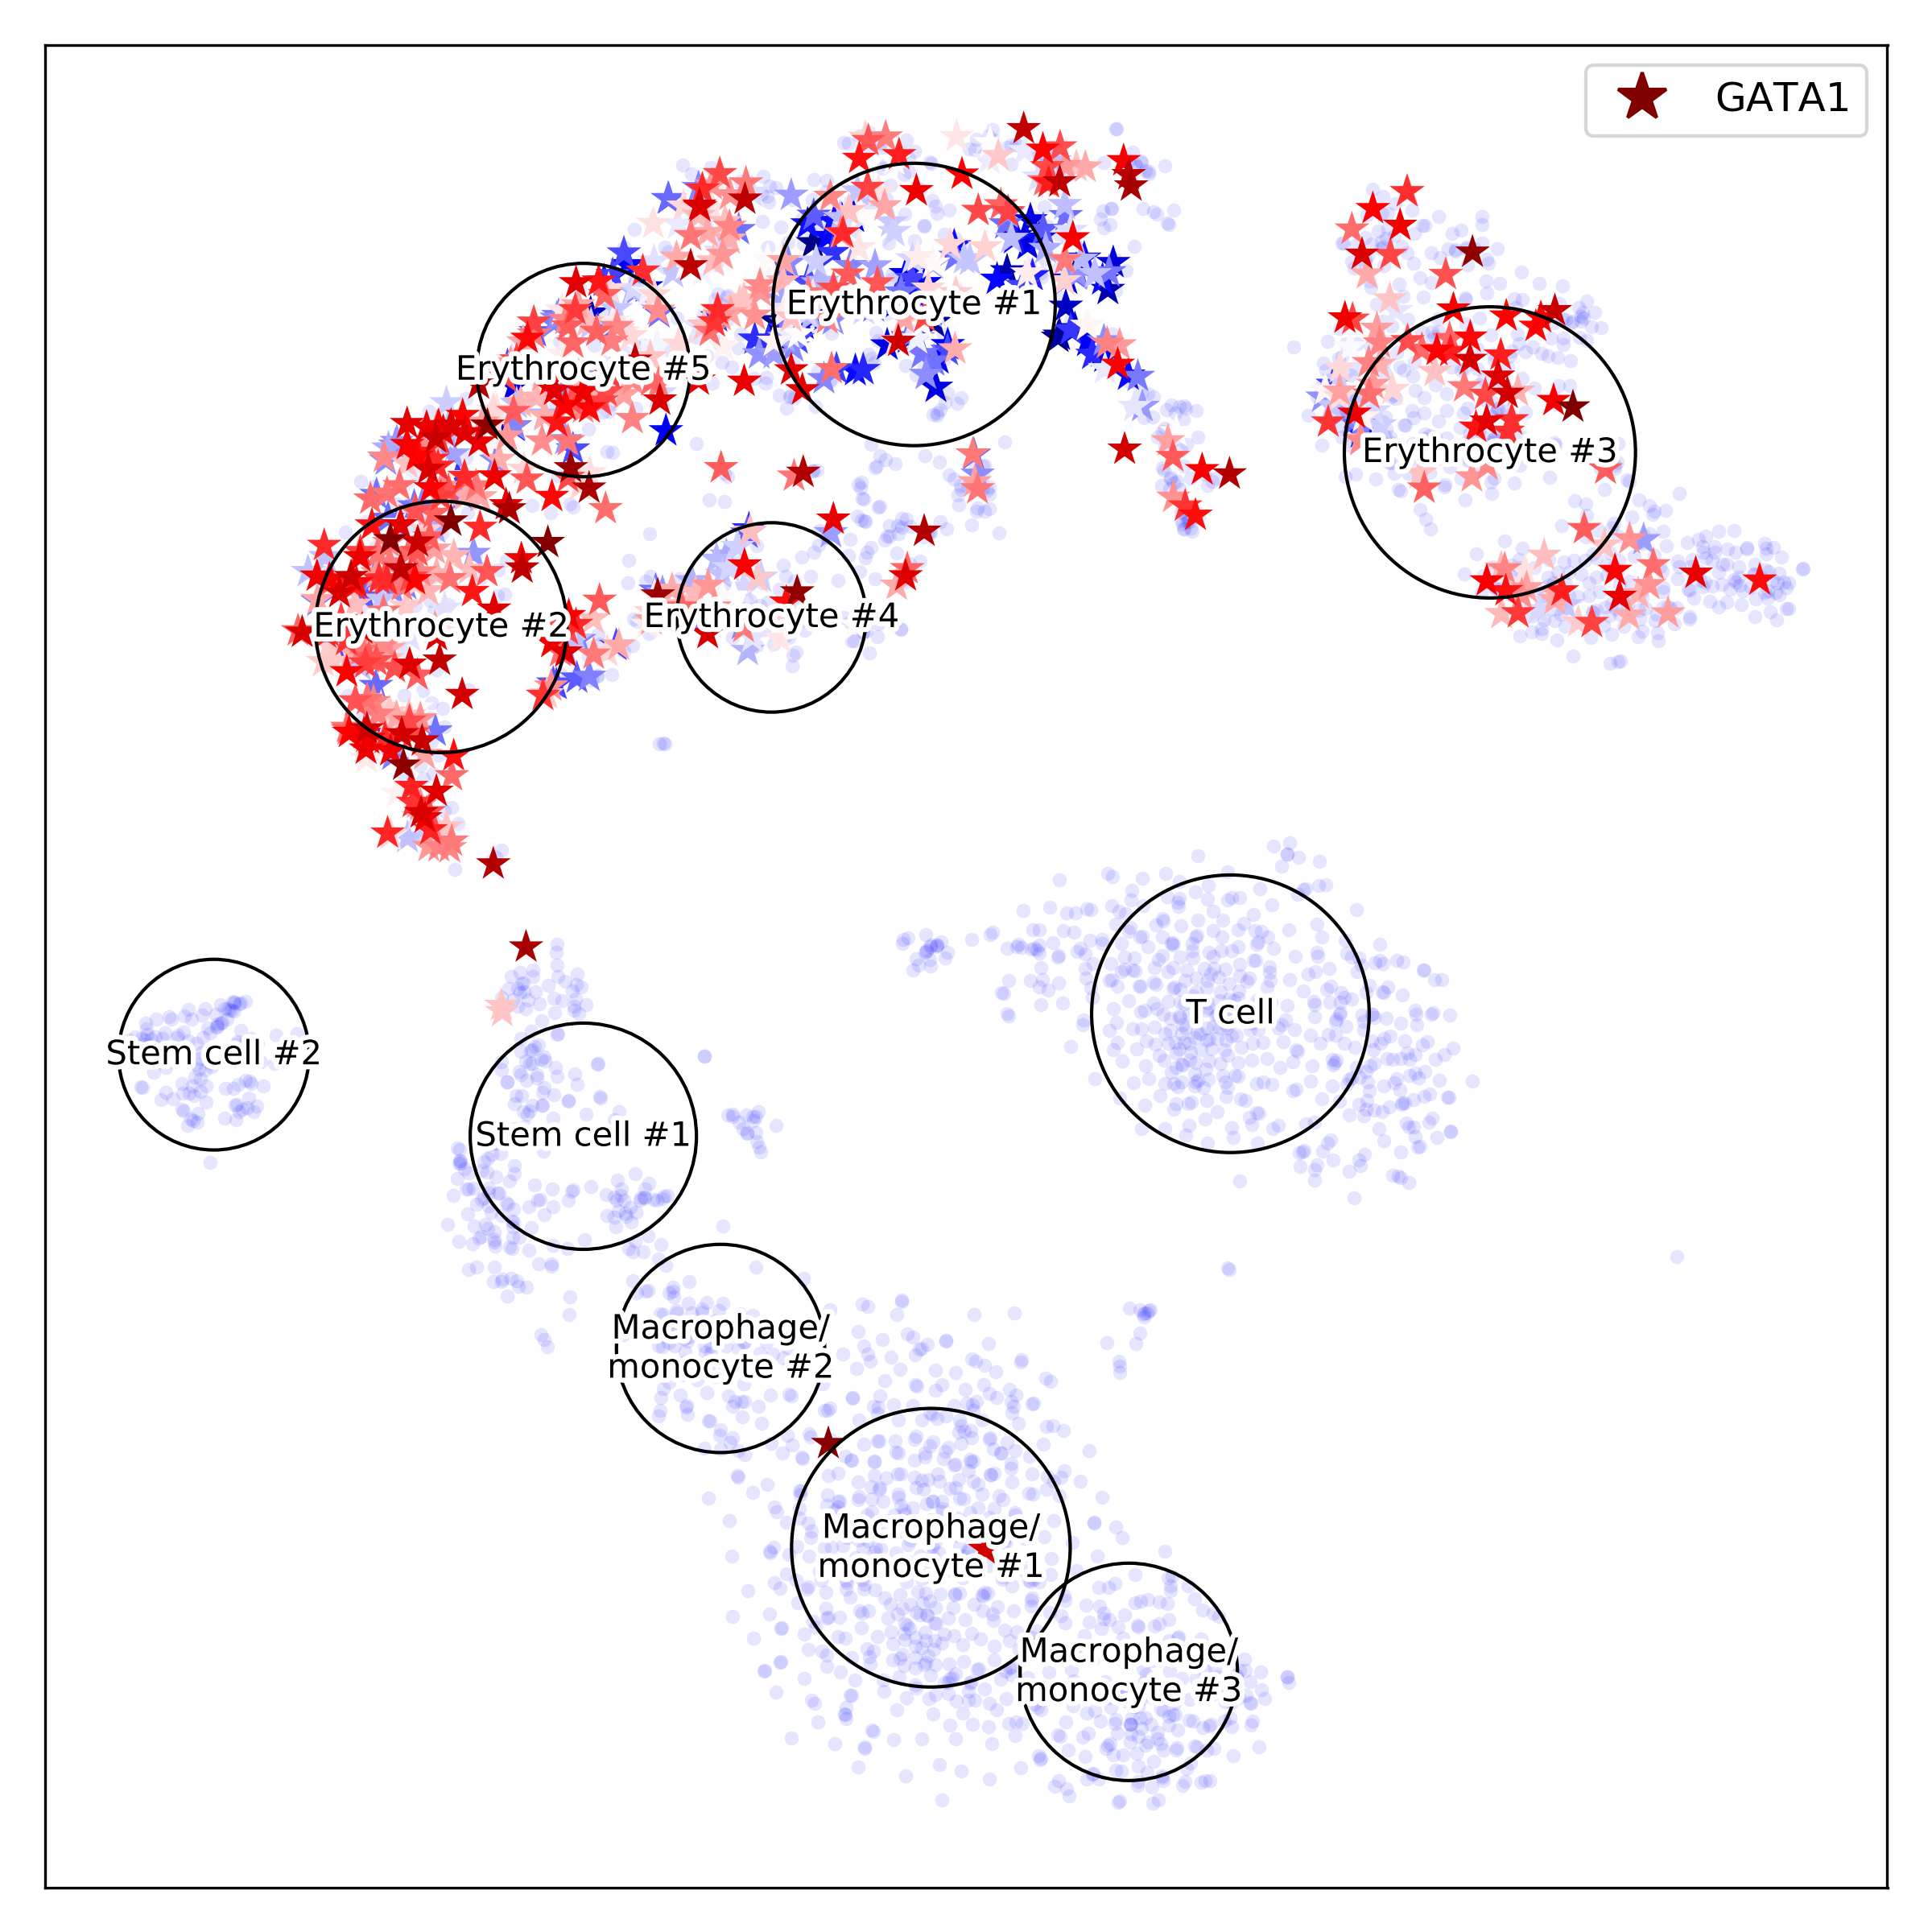 GATA1
Erythrocyte #1
Erythrocyte #5
Erythrocyte #3
Erythrocyte #4
Erythrocyte #2
T cell
Stem cell #2
Stem cell #1
Macrophage/
monocyte #2
Macrophage/
monocyte #1
Macrophage/
monocyte #3